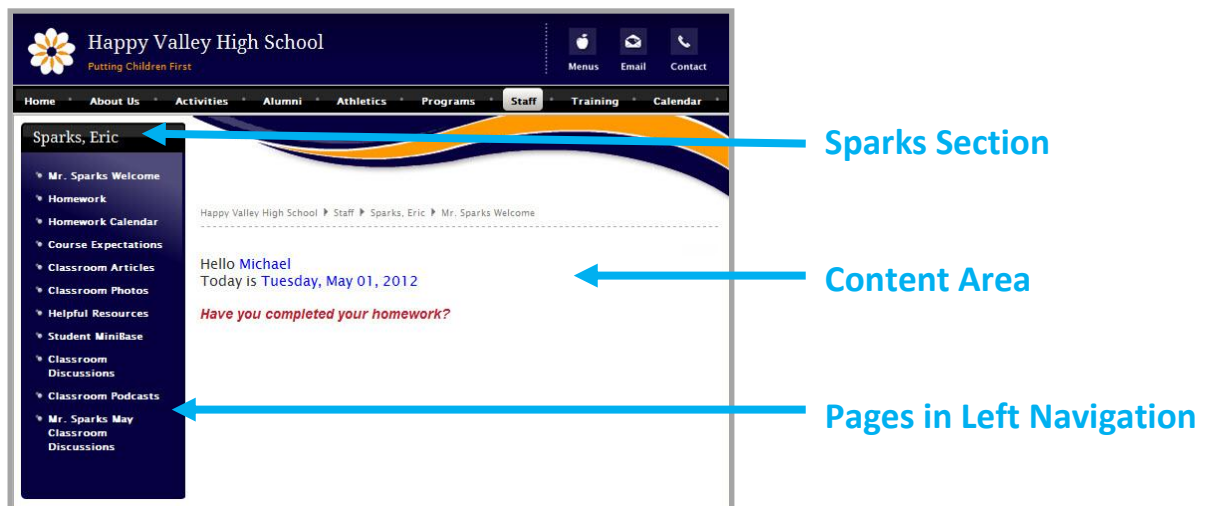 Happy Valley High School
Putting Children First
Menus Email Contact
Home About Us Activities Alumni Athletics Programs Staff Training Calendar
Sparks, Eric
Sparks Section
Mr. Sparks Welcome
Homework
Homework Calendar
Course Expectations
Classroom Articles
Classroom Photos
Helpful Resources
Student MiniBase
Classroom
Discussions
Classroom Podcasts
Mr. Sparks May
Classroom
Discussions
Happy Valley High School Staff Sparks, Eric Mr. Sparks Welcome
Hello Michael
Today is Tuesday, May 01, 2012
Have you completed your homework?
Content Area
Pages in Left Navigation